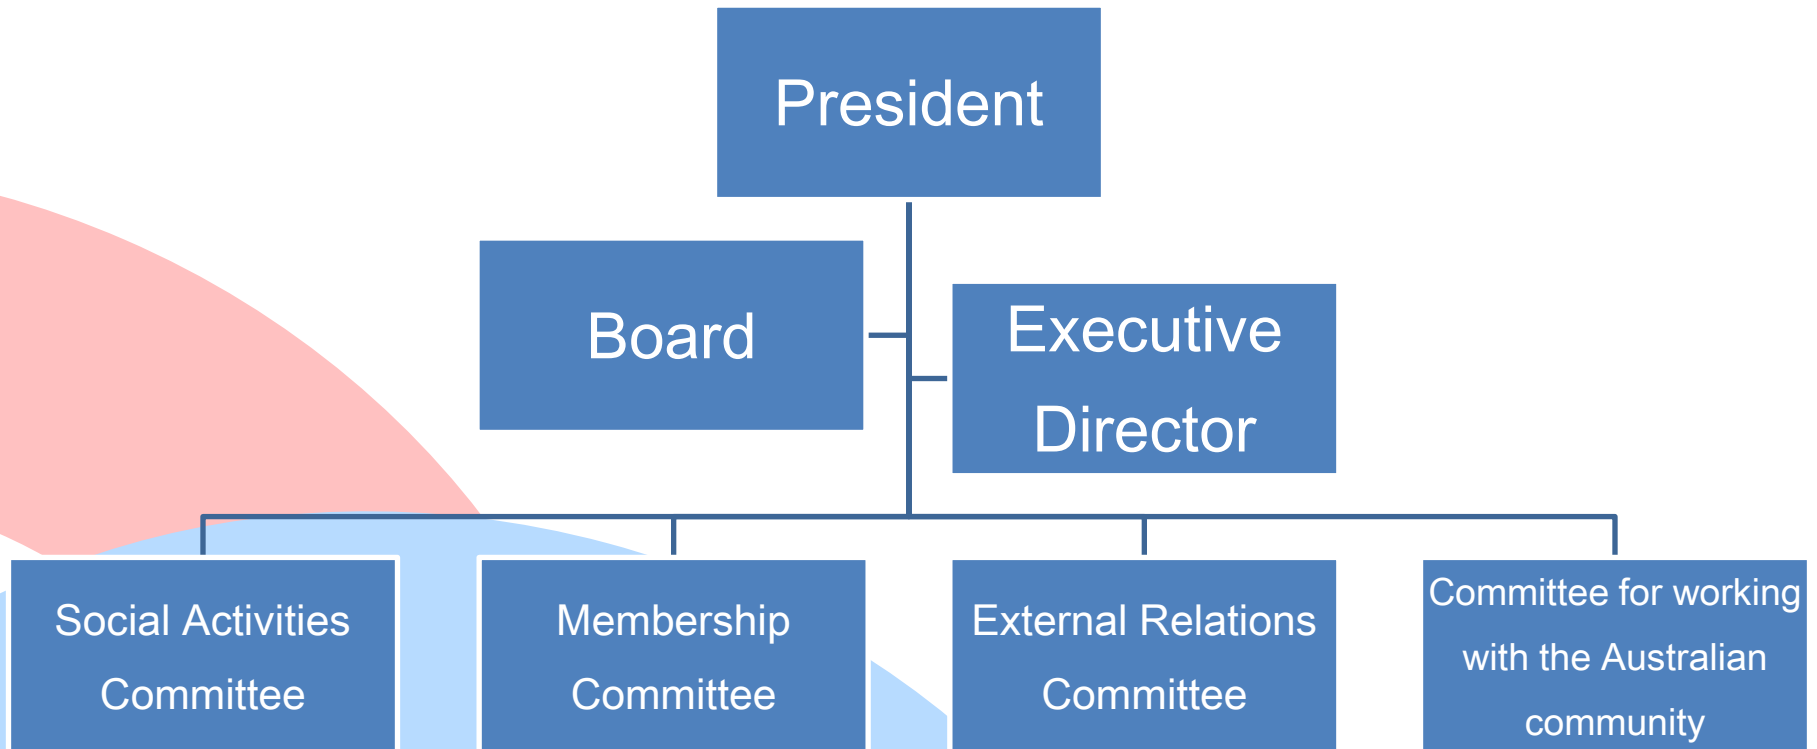 President
Board
Executive
Director
Social Activities
Committee
Membership
Committee
External Relations
Committee
Committee for working
with the Australian
community